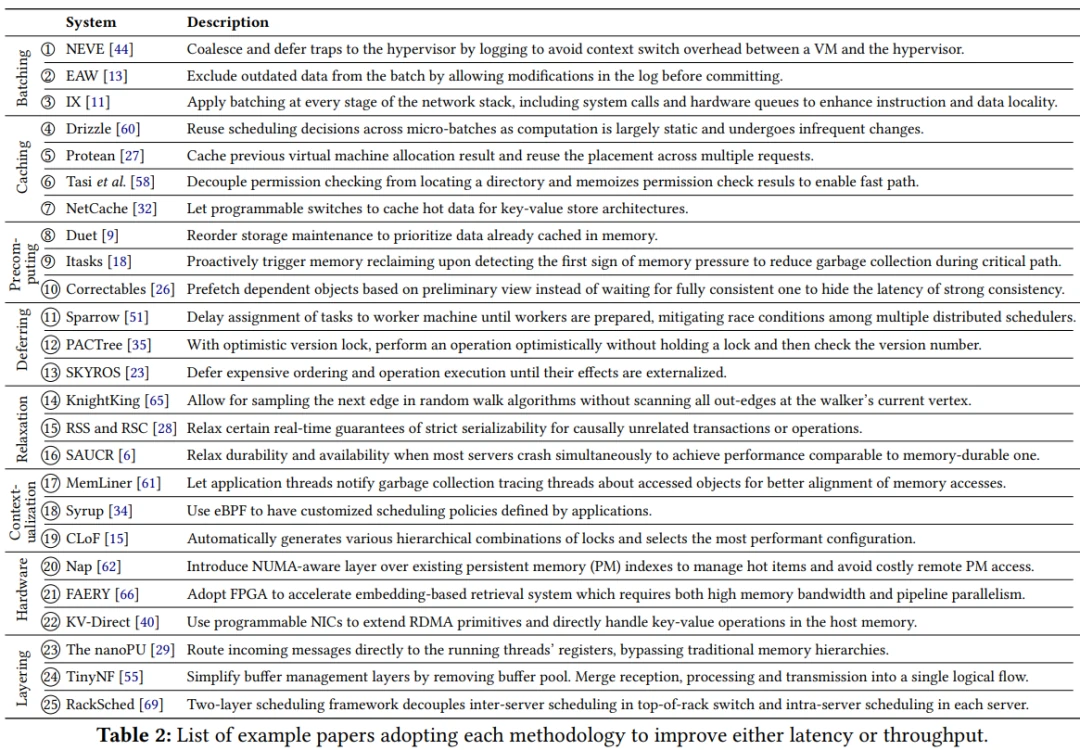 System Description
Batching
① NEVE [44] Coalesce and defer traps to the hypervisor by logging to avoid context switch overhead between a VM and the hypervisor.
② EAW [13] Exclude outdated data from the batch by allowing modifications in the log before committing.
③ IX [11] Apply batching at every stage of the network stack, including system calls and hardware queues to enhance instruction and data locality.
Caching
④ Drizzle [60] Reuse scheduling decisions across micro-batches as computation is largely static and undergoes infrequent changes.
⑤ Protean [27] Cache previous virtual machine allocation result and reuse the placement across multiple requests.
⑥ Tasi et al. [58] Decouple permission checking from locating a directory and memoizes permission check resuls to enable fast path.
⑦ NetCache [32] Let programmable switches to cache hot data for key-value store architectures.
Precom-
puting
⑧ Duet [9] Reorder storage maintenance to prioritize data already cached in memory.
⑨ Itasks [18] Proactively trigger memory reclaiming upon detecting the first sign of memory pressure to reduce garbage collection during critical path.
⑩ Correctables [26] Prefetch dependent objects based on preliminary view instead of waiting for fully consistent one to hide the latency of strong consistency.
Deferring
⑪ Sparrow [51] Delay assignment of tasks to worker machine until workers are prepared, mitigating race conditions among multiple distributed schedulers.
⑫ PACTree [35] With optimistic version lock, perform an operation optimistically without holding a lock and then check the version number.
⑬ SKYROS [23] Defer expensive ordering and operation execution until their effects are externalized.
Relaxation
⑭ KnightKing [65] Allow for sampling the next edge in random walk algorithms without scanning all out-edges at the walker's current vertex.
⑮ RSS and RSC [28] Relax certain real-time guarantees of strict serializability for causally unrelated transactions or operations.
⑯ SAUCR [6] Relax durability and availability when most servers crash simultaneously to achieve performance comparable to memory-durable one.
Context-
ualization
⑰ MemLiner [61] Let application threads notify garbage collection tracing threads about accessed objects for better alignment of memory accesses.
⑱ Syrup [34] Use eBPF to have customized scheduling policies defined by applications.
⑲ CLoF [15] Automatically generates various hierarchical combinations of locks and selects the most performant configuration.
Hardware
⑳ Nap [62] Introduce NUMA-aware layer over existing persistent memory (PM) indexes to manage hot items and avoid costly remote PM access.
㉑ FAERY [66] Adopt FPGA to accelerate embedding-based retrieval system which requires both high memory bandwidth and pipeline parallelism.
㉒ KV-Direct [40] Use programmable NICs to extend RDMA primitives and directly handle key-value operations in the host memory.
Layering
㉓ The nanoPU [29] Route incoming messages directly to the running threads' registers, bypassing traditional memory hierarchies.
㉔ TinyNF [55] Simplify buffer management layers by removing buffer pool. Merge reception, processing and transmission into a single logical flow.
㉕ RackSched [69] Two-layer scheduling framework decouples inter-server scheduling in top-of-rack switch and intra-server scheduling in each server.
Table 2: List of example papers adopting each methodology to improve either latency or throughput.